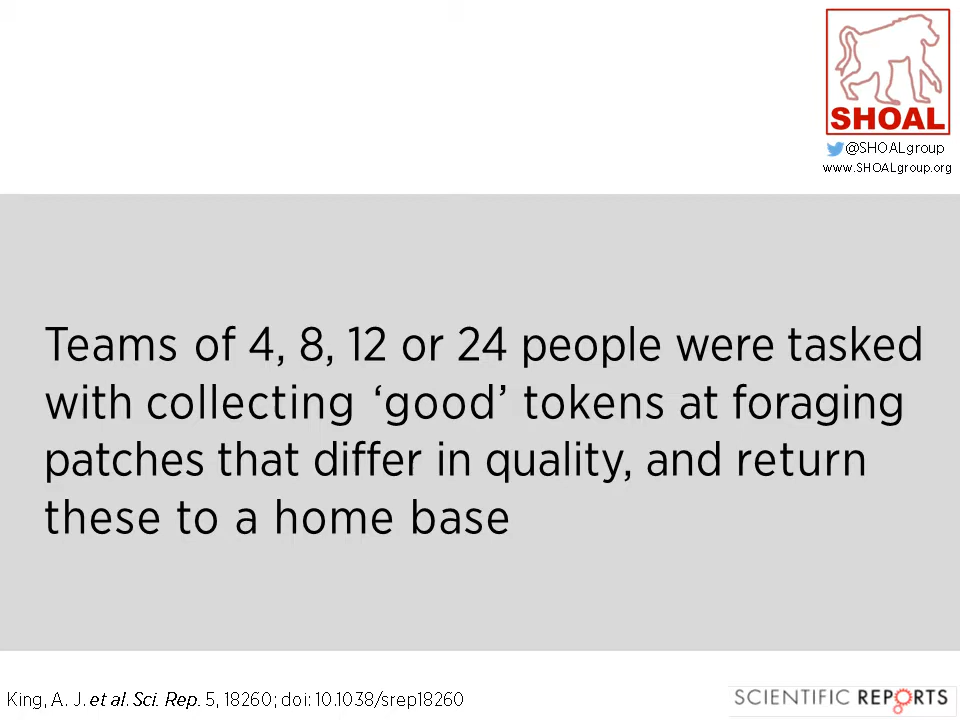 SHOAL
@SHOALgroup
www.SHOALgroup.org
Teams of 4, 8, 12 or 24 people were tasked
with collecting ‘good’ tokens at foraging
patches that differ in quality, and return
these to a home base
King, A. J. et al. Sci. Rep. 5, 18260; doi: 10.1038/srep18260
SCIENTIFIC REPORTS